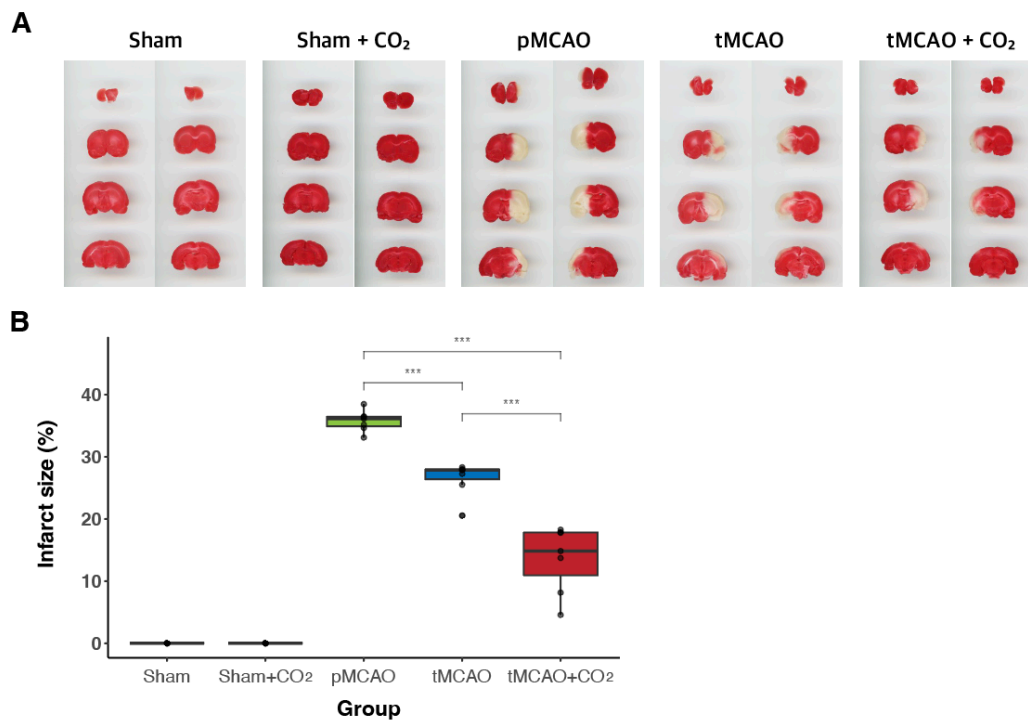 A
Sham
Sham + CO₂
pMCAO
tMCAO
tMCAO + CO₂
B
Infarct size (%)
40
30
20
10
0
***
***
***
Sham
Sham+CO2
pMCAO
tMCAO
tMCAO+CO2
Group